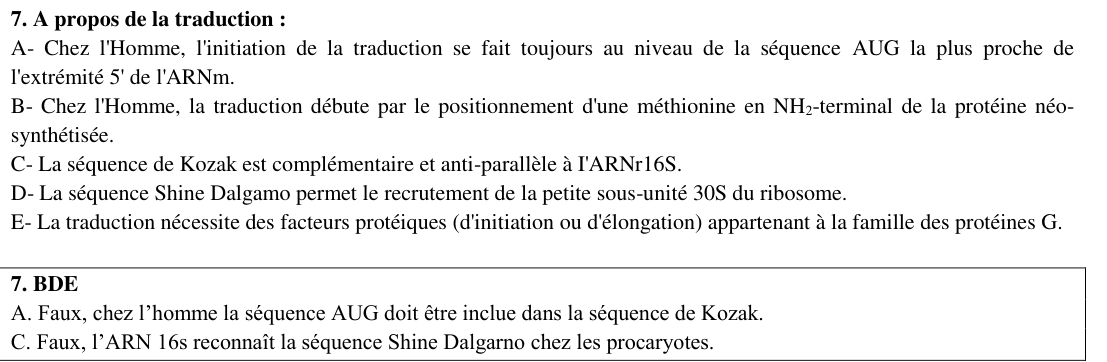 7. A propos de la traduction :
A- Chez l'Homme, l'initiation de la traduction se fait toujours au niveau de la séquence AUG la plus proche de
l'extrémité 5' de l'ARNm.
B- Chez l'Homme, la traduction débute par le positionnement d'une méthionine en NH₂-terminal de la protéine néo-
synthétisée.
C- La séquence de Kozak est complémentaire et anti-parallèle à I'ARNr16S.
D- La séquence Shine Dalgamo permet le recrutement de la petite sous-unité 30S du ribosome.
E- La traduction nécessite des facteurs protéiques (d'initiation ou d'élongation) appartenant à la famille des protéines G.
7. BDE
A. Faux, chez l’homme la séquence AUG doit être inclue dans la séquence de Kozak.
C. Faux, l’ARN 16s reconnaît la séquence Shine Dalgarno chez les procaryotes.